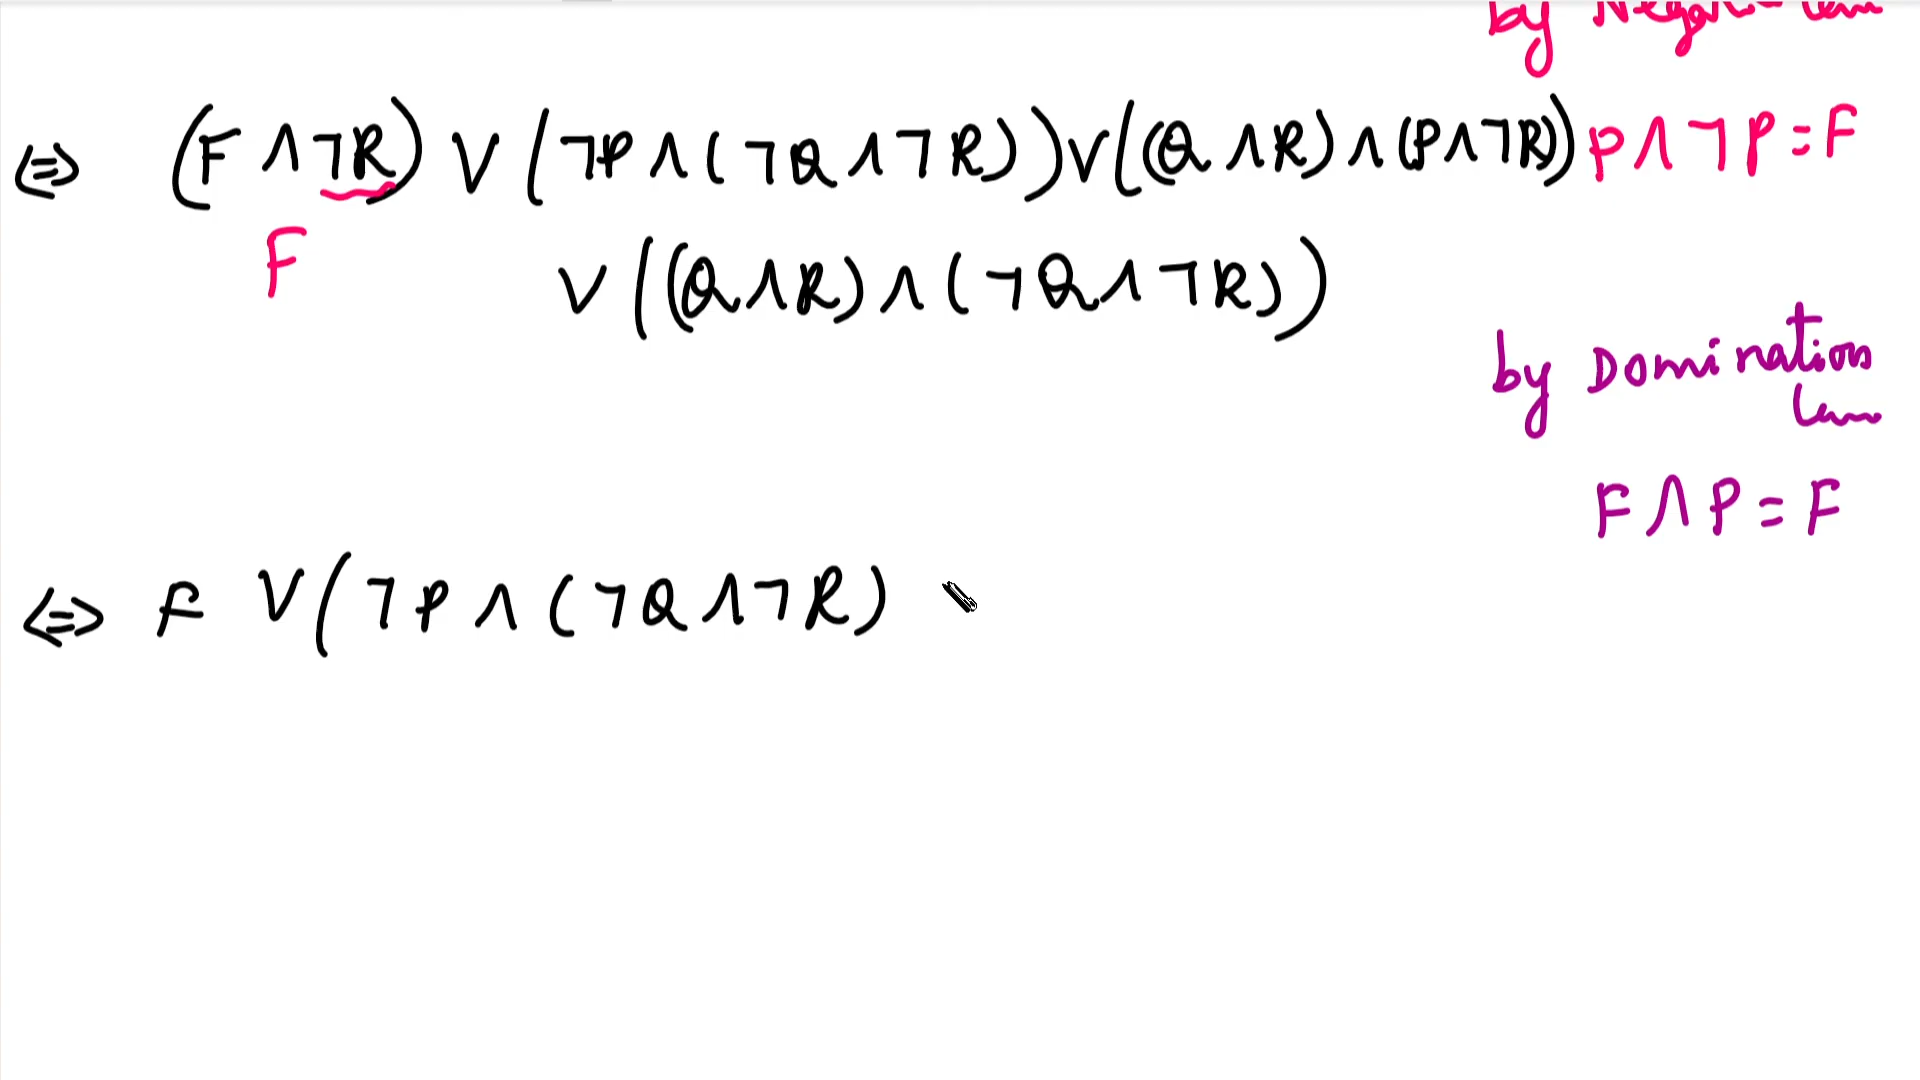 by Negation law
⇔ (F ∧ ¬R) ∨ (¬P ∧ (¬Q ∧ ¬R)) ∨ ((Q ∧ R) ∧ (P ∧ ¬R)) P ∧ ¬P = F
F
∨ ((Q ∧ R) ∧ (¬Q ∧ ¬R))
by Domination
law
F ∧ P = F
⇔ F ∨ (¬P ∧ (¬Q ∧ ¬R)